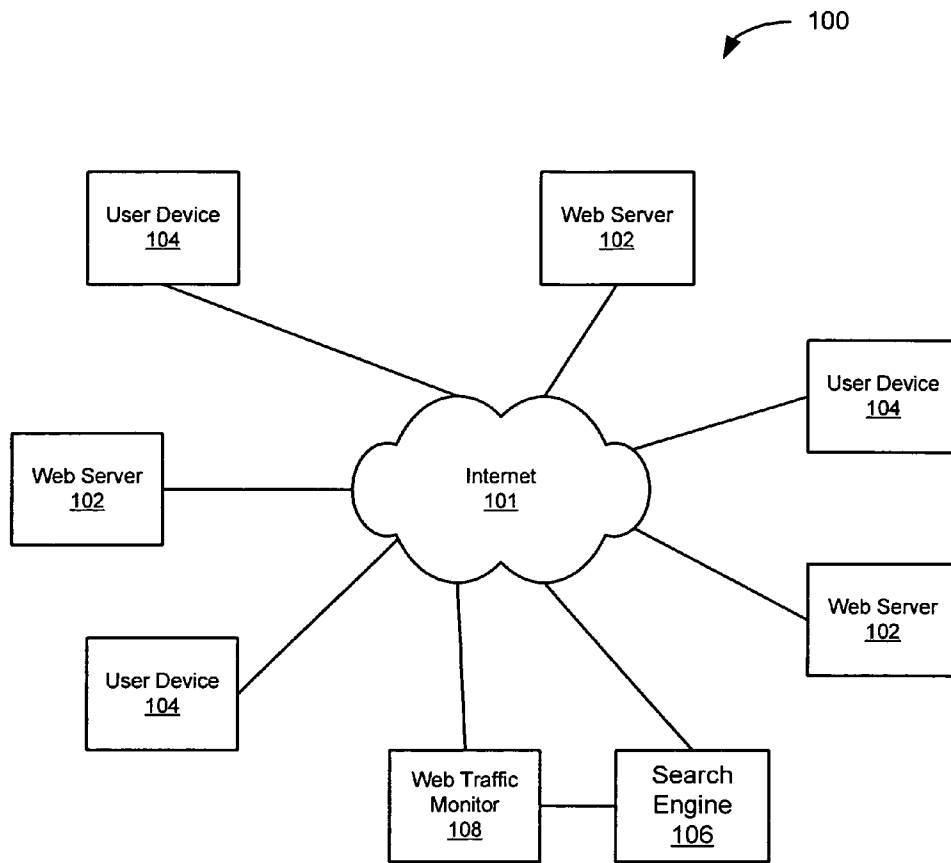 100
User Device
104
Web Server
102
User Device
104
Web Server
102
Internet
101
Web Server
102
User Device
104
Web Traffic
Monitor
108
Search
Engine
106